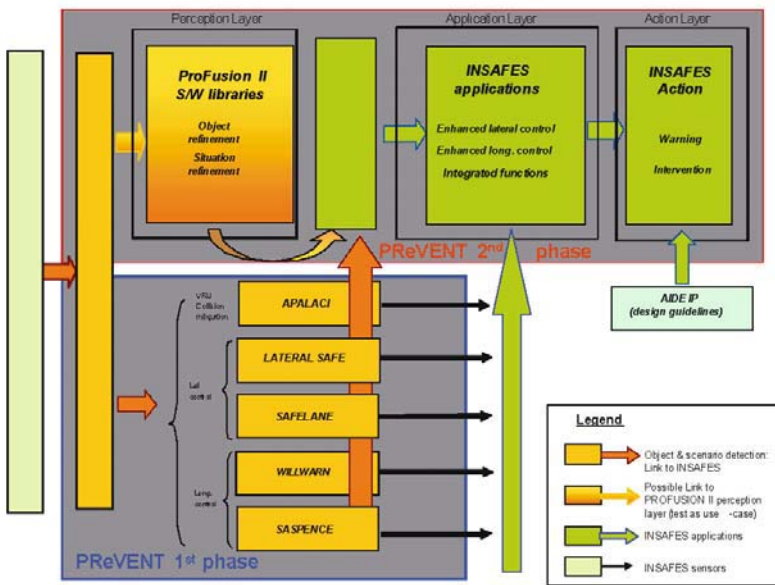 Perception Layer
Application Layer
Action Layer
ProFusion II
S/W libraries
Object
refinement
Situation
refinement
INSAFES
applications
Enhanced lateral control
Enhanced long. control
Integrated functions
INSAFES
Action
Warning
Intervention
PReVENT 2nd phase
AIDE IP
(design guidelines)
VRU
Collision
mitigation
APALACI
LATERAL SAFE
Lat.
control
SAFELANE
WILLWARN
Long.
control
SASPENCE
PReVENT 1st phase
Legend
Object & scenario detection:
Link to INSAFES
Possible Link to
PROFUSION II perception
layer (test as use -case)
INSAFES applications
INSAFES sensors